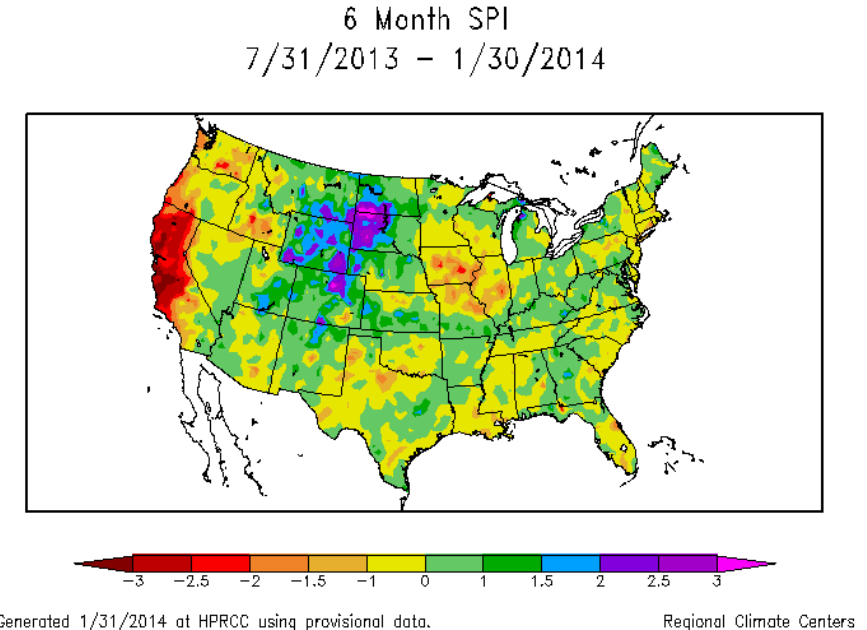 6 Month SPI
7/31/2013 – 1/30/2014
−3 −2.5 −2 −1.5 −1 0 1 1.5 2 2.5 3
Generated 1/31/2014 at HPRCC using provisional data. Regional Climate Centers